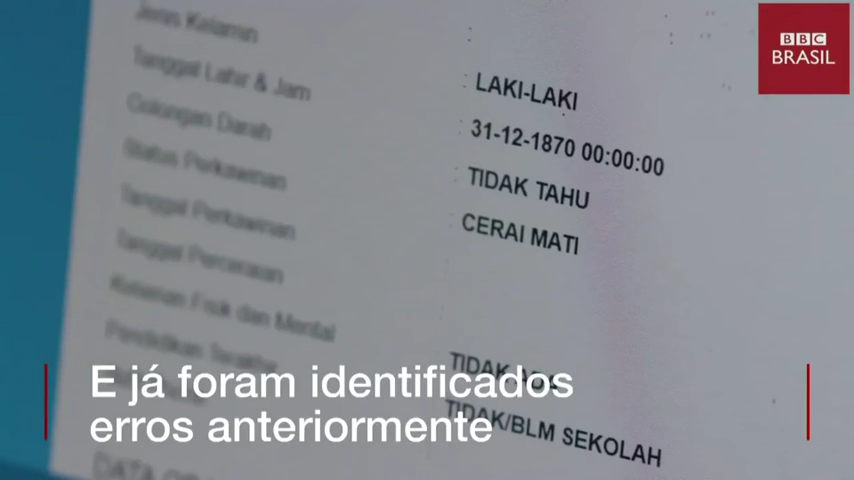 BBC
BRASIL
Jenis Kelamin
: LAKI-LAKI
Tanggal Lahir & Jam
: 31-12-1870 00:00:00
Golongan Darah
: TIDAK TAHU
Status Perkawinan
: CERAI MATI
Tanggal Perkawinan
Tanggal Perceraian
Kelainan Fisik dan Mental
TIDAK ADA
Pendidikan Terakhir
TIDAK/BLM SEKOLAH
E já foram identificados
erros anteriormente